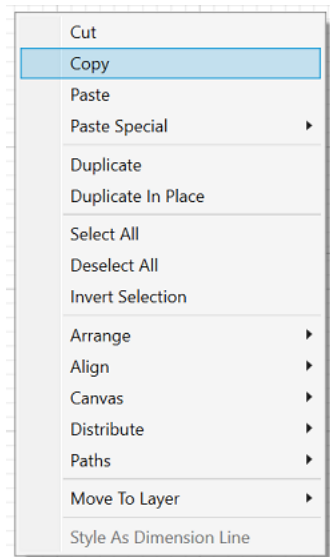 Cut
Copy
Paste
Paste Special
Duplicate
Duplicate In Place
Select All
Deselect All
Invert Selection
Arrange
Align
Canvas
Distribute
Paths
Move To Layer
Style As Dimension Line